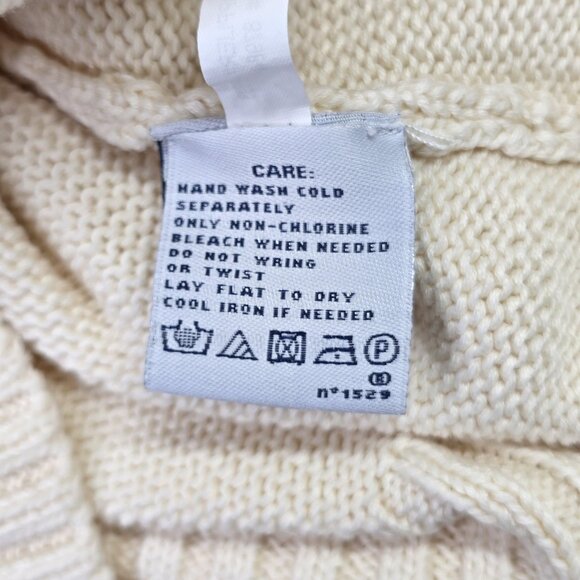 CARE:
HAND WASH COLD
SEPARATELY
ONLY NON-CHLORINE
BLEACH WHEN NEEDED
DO NOT WRING
OR TWIST
LAY FLAT TO DRY
COOL IRON IF NEEDED
P
n°1529